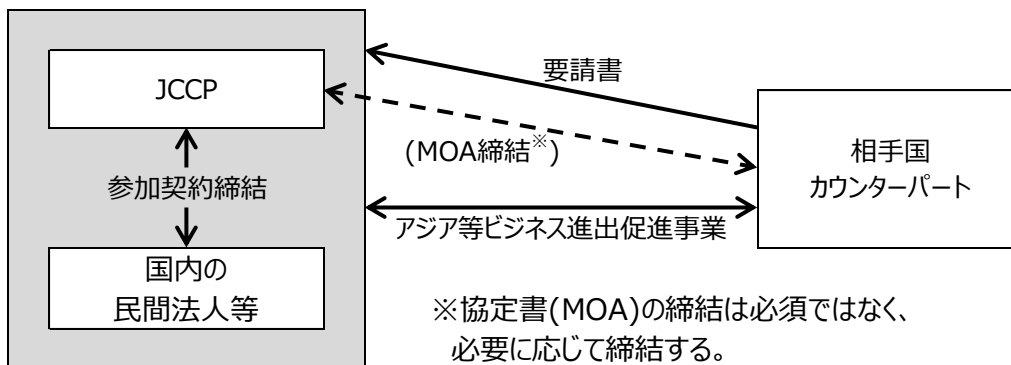 JCCP
要請書
(MOA締結※)
相手国
カウンターパート
参加契約締結
アジア等ビジネス進出促進事業
国内の
民間法人等
※協定書(MOA)の締結は必須ではなく、
必要に応じて締結する。